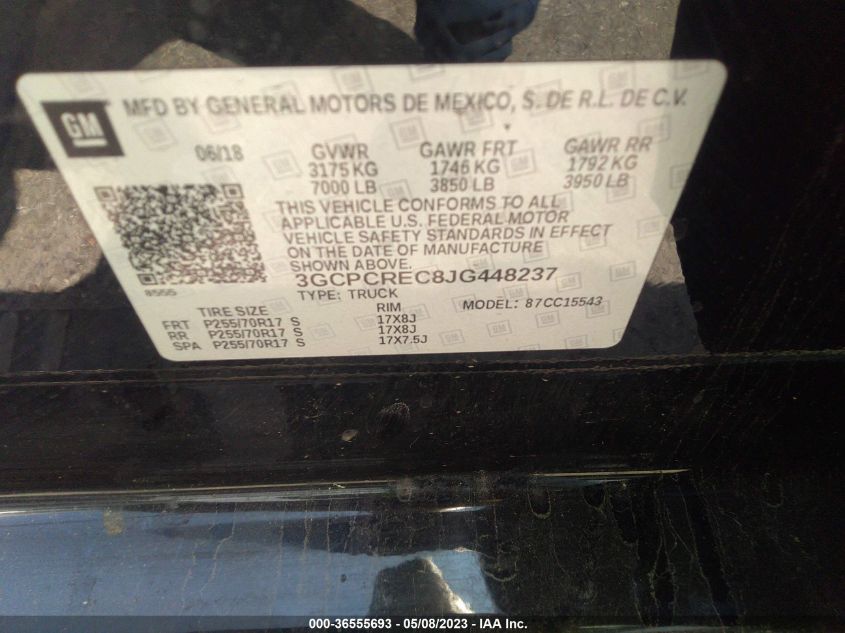 GM MFD BY GENERAL MOTORS DE MEXICO, S. DE R.L. DE C.V.
06/18 GVWR GAWR FRT GAWR RR
3175 KG 1746 KG 1792 KG
7000 LB 3850 LB 3950 LB
THIS VEHICLE CONFORMS TO ALL
APPLICABLE U.S. FEDERAL MOTOR
VEHICLE SAFETY STANDARDS IN EFFECT
ON THE DATE OF MANUFACTURE
SHOWN ABOVE.
8555 3GCPCREC8JG448237
TYPE: TRUCK MODEL: 87CC15543
TIRE SIZE RIM
FRT P255/70R17 S 17X8J
RR P255/70R17 S 17X8J
SPA P255/70R17 S 17X7.5J
000-36555693 - 05/08/2023 - IAA Inc.